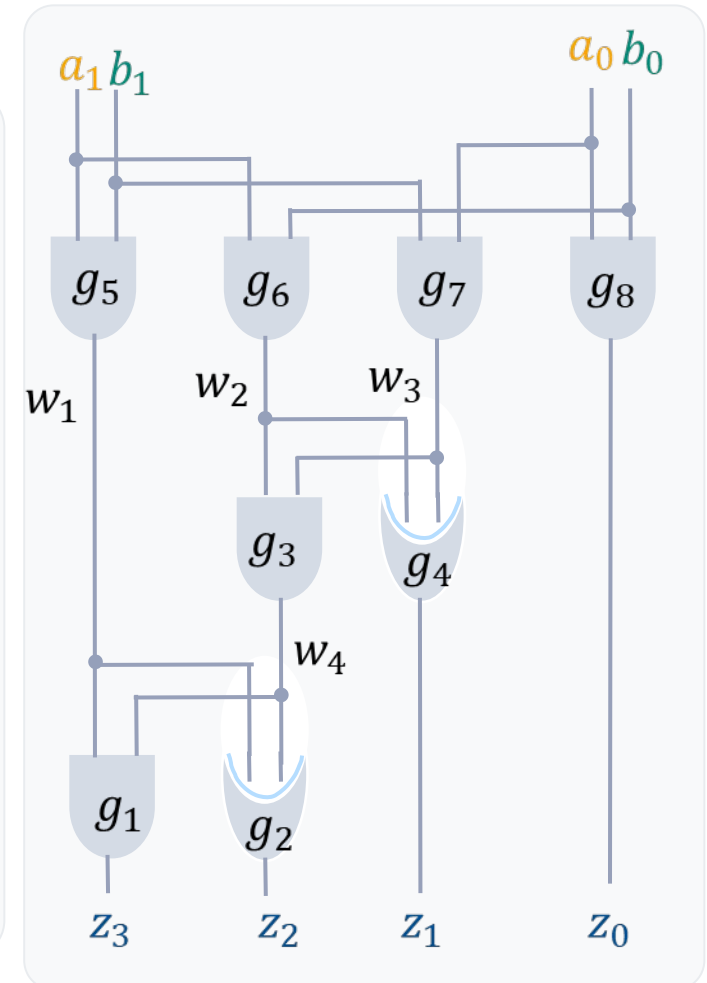 a₁ b₁ a₀ b₀
g₅ g₆ g₇ g₈
w₁ w₂ w₃
g₃ g₄
w₄
g₁ g₂
z₃ z₂ z₁ z₀